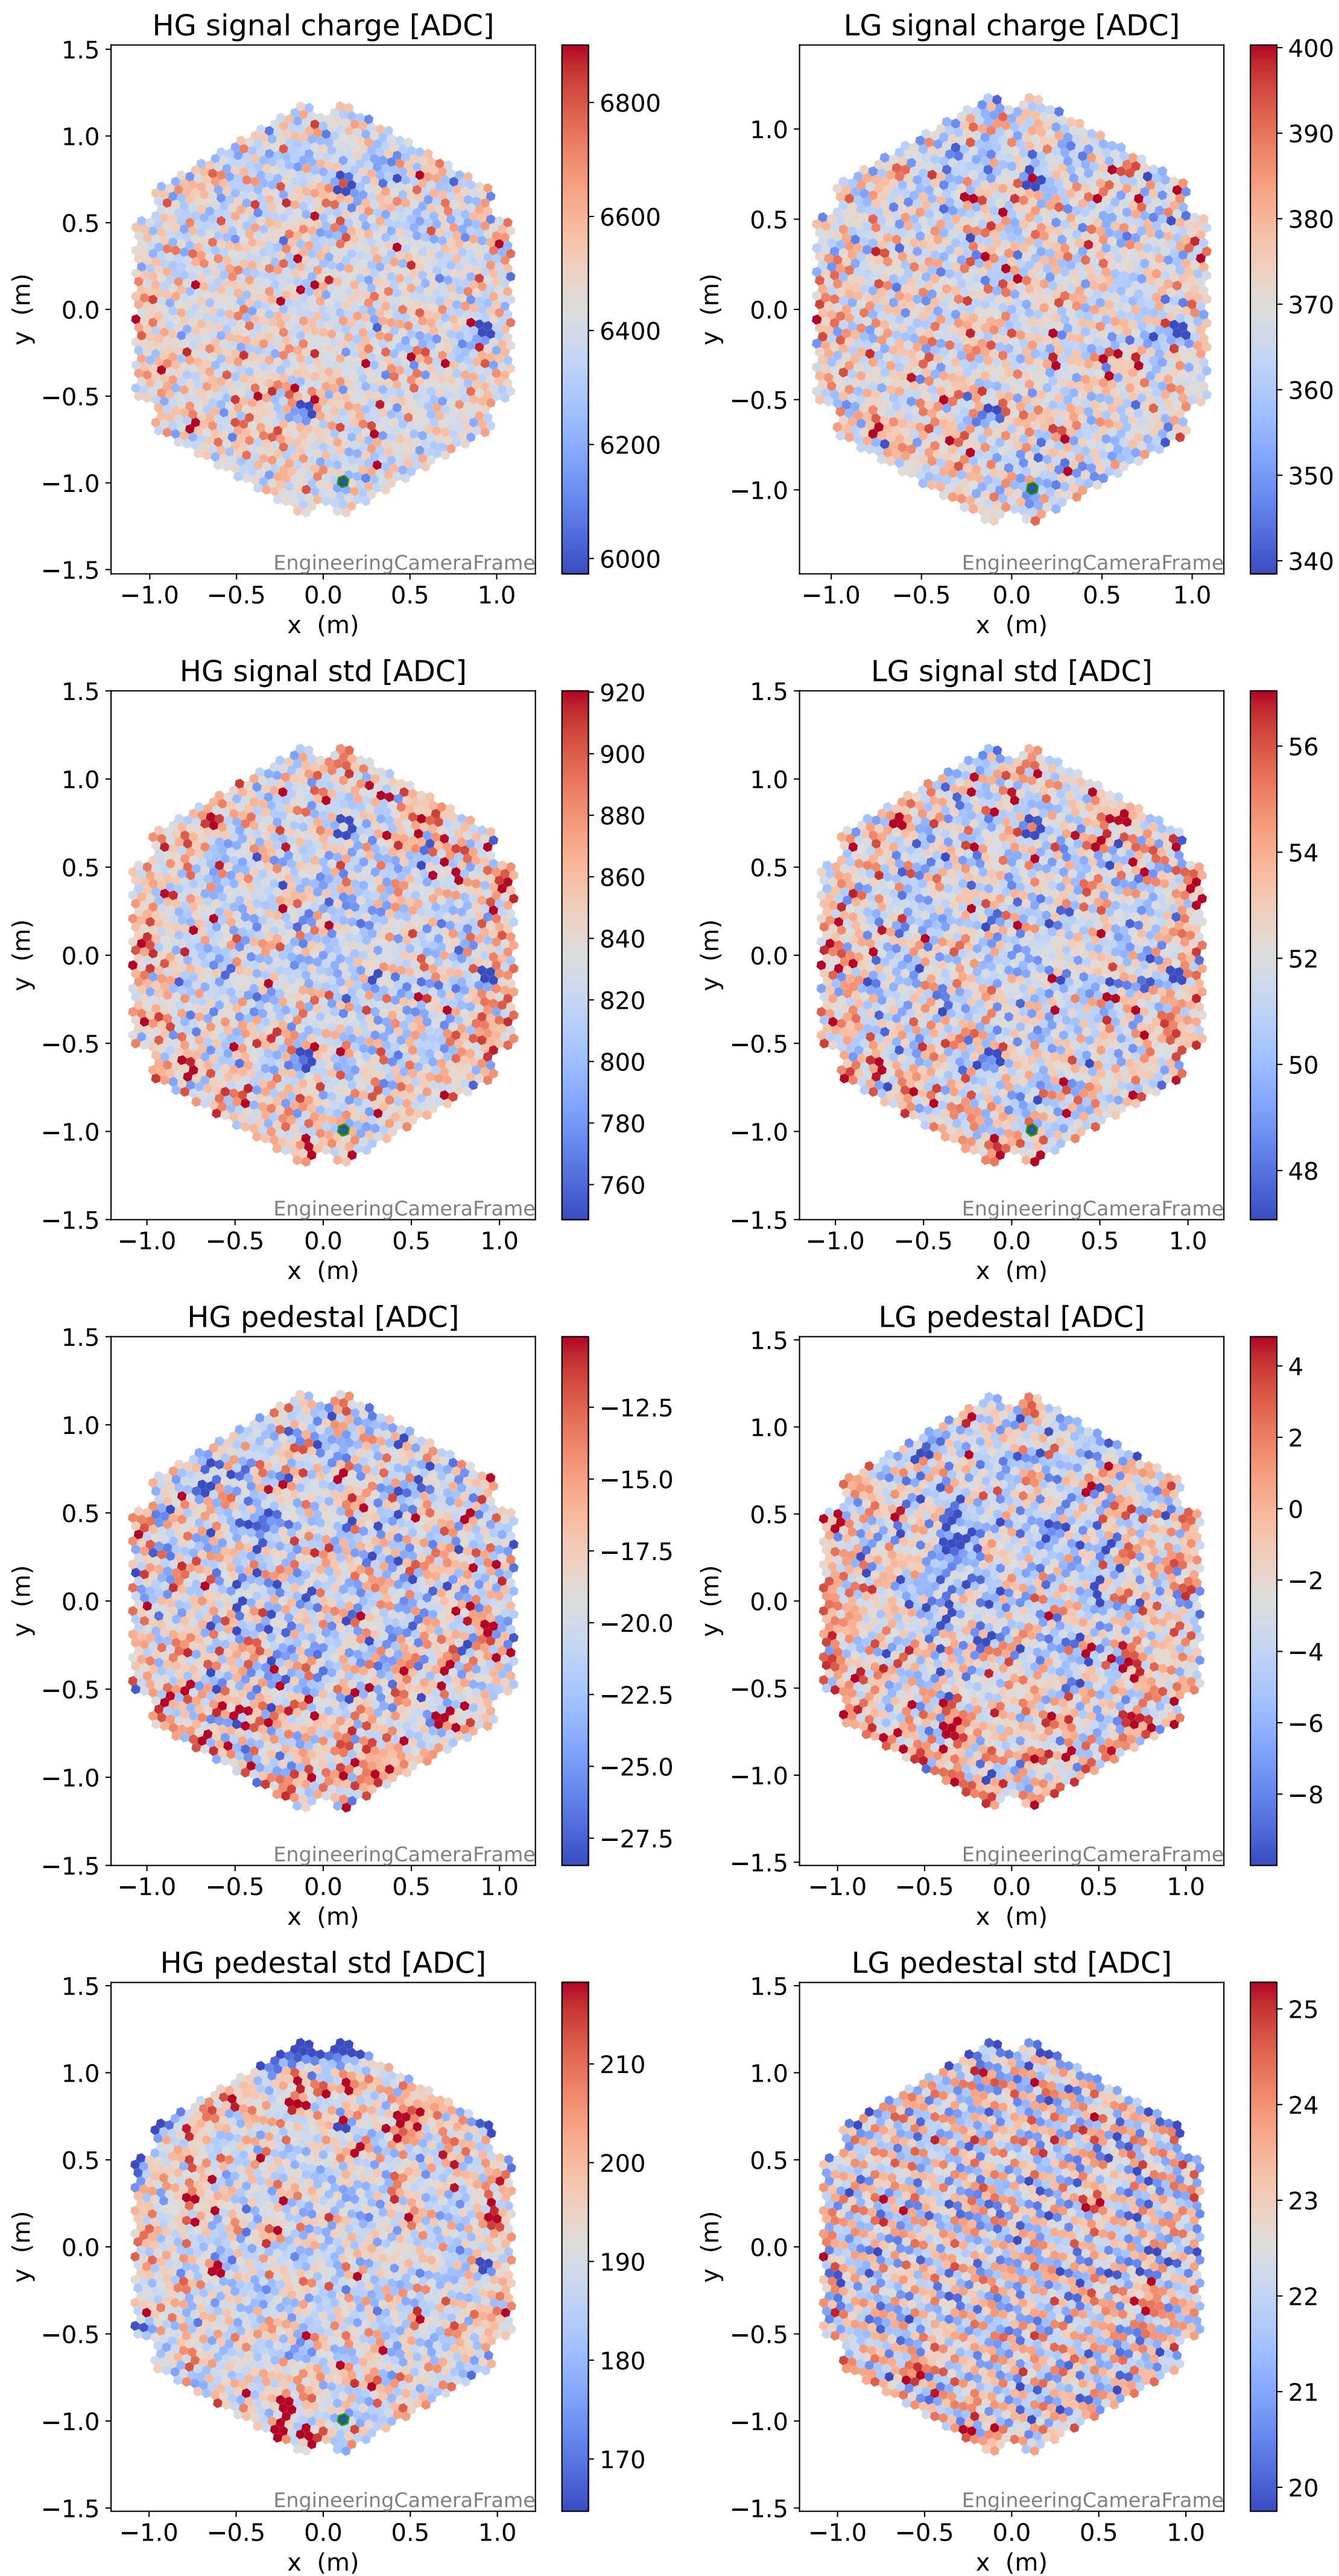 HG signal charge [ADC]
1.5
1.0
0.5
0.0
−0.5
−1.0
−1.5
y (m)
−1.0 −0.5 0.0 0.5 1.0
x (m)
EngineeringCameraFrame
6800
6600
6400
6200
6000
LG signal charge [ADC]
1.0
0.5
0.0
−0.5
−1.0
y (m)
−1.0 −0.5 0.0 0.5 1.0
x (m)
EngineeringCameraFrame
400
390
380
370
360
350
340
HG signal std [ADC]
1.5
1.0
0.5
0.0
−0.5
−1.0
−1.5
y (m)
−1.0 −0.5 0.0 0.5 1.0
x (m)
EngineeringCameraFrame
920
900
880
860
840
820
800
780
760
LG signal std [ADC]
1.5
1.0
0.5
0.0
−0.5
−1.0
−1.5
y (m)
−1.0 −0.5 0.0 0.5 1.0
x (m)
EngineeringCameraFrame
56
54
52
50
48
HG pedestal [ADC]
1.5
1.0
0.5
0.0
−0.5
−1.0
−1.5
y (m)
−1.0 −0.5 0.0 0.5 1.0
x (m)
EngineeringCameraFrame
−12.5
−15.0
−17.5
−20.0
−22.5
−25.0
−27.5
LG pedestal [ADC]
1.5
1.0
0.5
0.0
−0.5
−1.0
−1.5
y (m)
−1.0 −0.5 0.0 0.5 1.0
x (m)
EngineeringCameraFrame
4
2
0
−2
−4
−6
−8
HG pedestal std [ADC]
1.5
1.0
0.5
0.0
−0.5
−1.0
−1.5
y (m)
−1.0 −0.5 0.0 0.5 1.0
x (m)
EngineeringCameraFrame
210
200
190
180
170
LG pedestal std [ADC]
1.5
1.0
0.5
0.0
−0.5
−1.0
−1.5
y (m)
−1.0 −0.5 0.0 0.5 1.0
x (m)
EngineeringCameraFrame
25
24
23
22
21
20